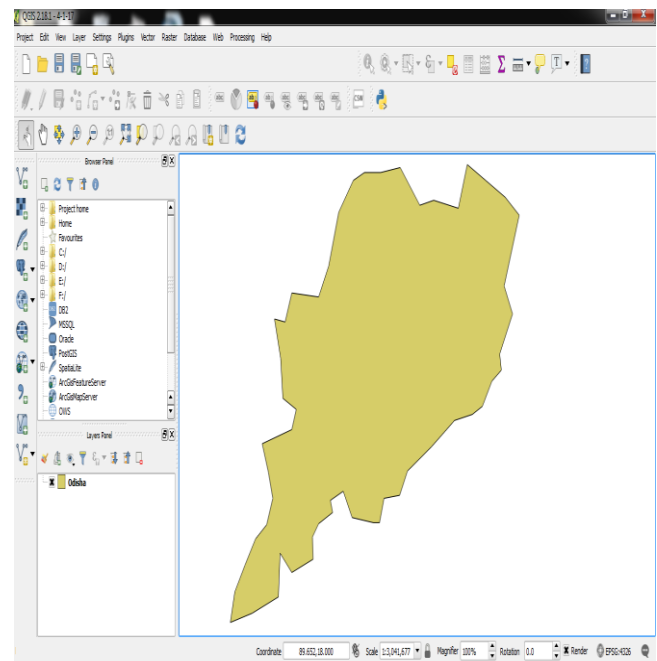 QGIS 2.18.1 - 4-1-17
Project Edit View Layer Settings Plugins Vector Raster Database Web Processing Help
Browser Panel
Project home
Home
Favourites
C:/
D:/
E:/
F:/
DB2
MSSQL
Oracle
PostGIS
SpatiaLite
ArcGisFeatureServer
ArcGisMapServer
OWS
Layers Panel
Odisha
Coordinate 89.652,18.000 Scale 1:3,041,677 Magnifier 100% Rotation 0.0 Render EPSG:4326